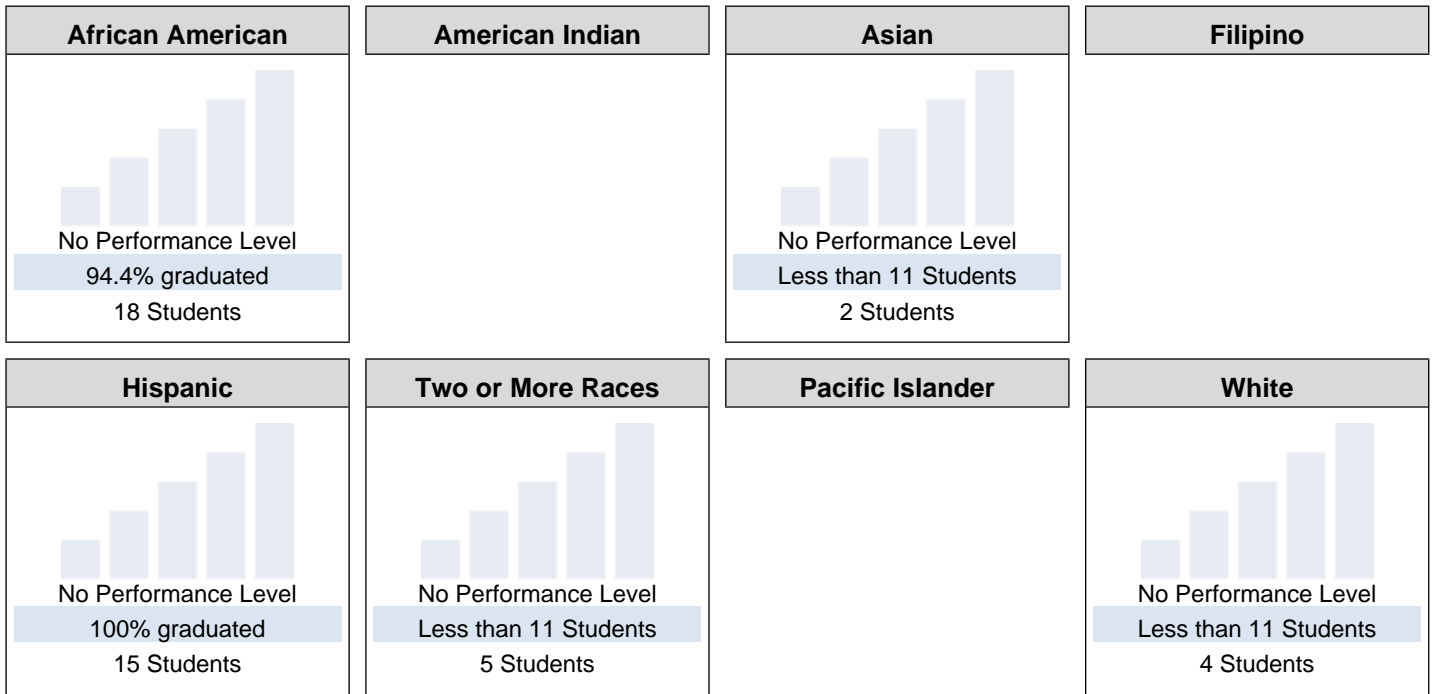 African American
American Indian
Asian
Filipino
No Performance Level
94.4% graduated
18 Students
No Performance Level
Less than 11 Students
2 Students
Hispanic
Two or More Races
Pacific Islander
White
No Performance Level
100% graduated
15 Students
No Performance Level
Less than 11 Students
5 Students
No Performance Level
Less than 11 Students
4 Students